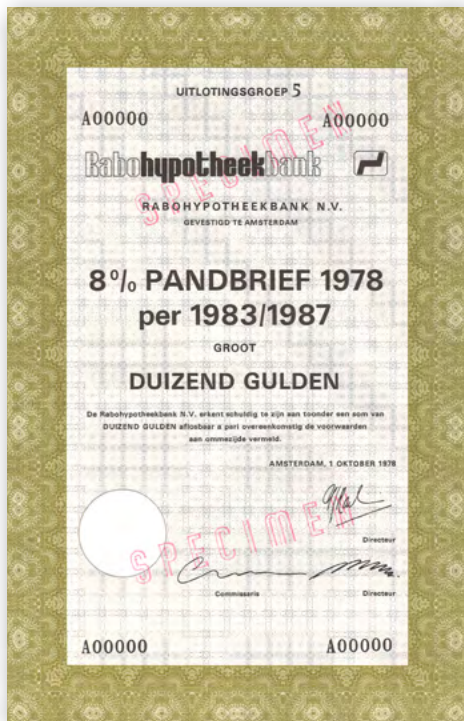 UITLOTINGSGROEP 5
A00000 A00000
SPECIMEN
Rabohypotheekbank
RABOHYPOTHEEKBANK N.V.
GEVESTIGD TE AMSTERDAM
8% PANDBRIEF 1978
per 1983/1987
GROOT
DUIZEND GULDEN
De Rabohypotheekbank N.V. erkent schuldig te zijn aan toonder een som van
DUIZEND GULDEN aflosbaar a pari overeenkomstig de voorwaarden
aan ommezijde vermeld.
AMSTERDAM, 1 OKTOBER 1978
Directeur
SPECIMEN
Commissaris Directeur
A00000 A00000